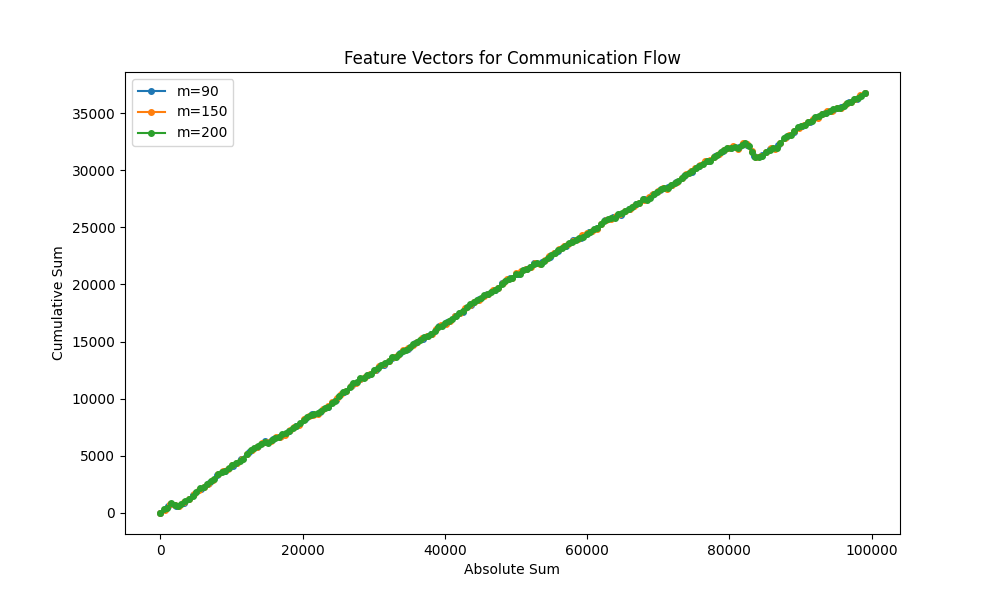 Feature Vectors for Communication Flow
m=90
m=150
m=200
Cumulative Sum
35000
30000
25000
20000
15000
10000
5000
0
0 20000 40000 60000 80000 100000
Absolute Sum